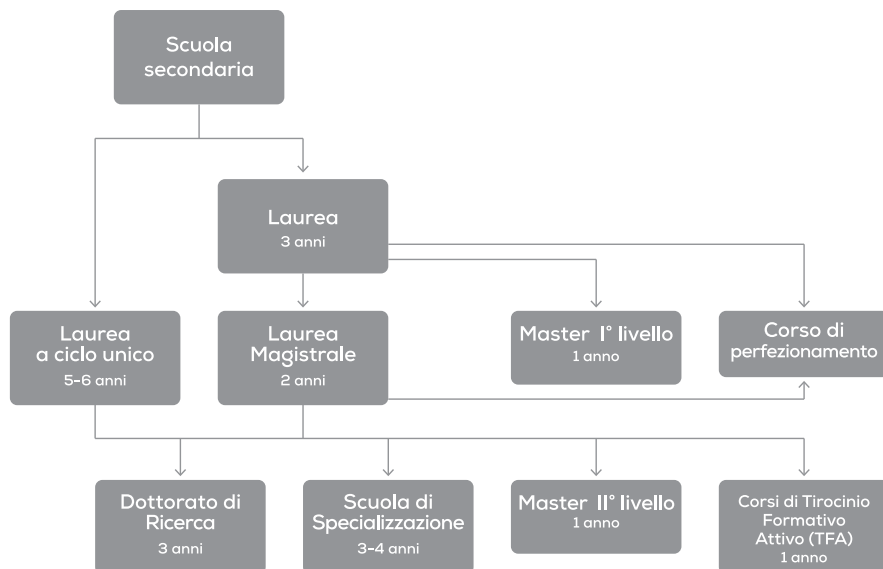 Scuola
secondaria
Laurea
3 anni
Laurea
a ciclo unico
5-6 anni
Laurea
Magistrale
2 anni
Master I° livello
1 anno
Corso di
perfezionamento
Dottorato di
Ricerca
3 anni
Scuola di
Specializzazione
3-4 anni
Master II° livello
1 anno
Corsi di Tirocinio
Formativo
Attivo (TFA)
1 anno